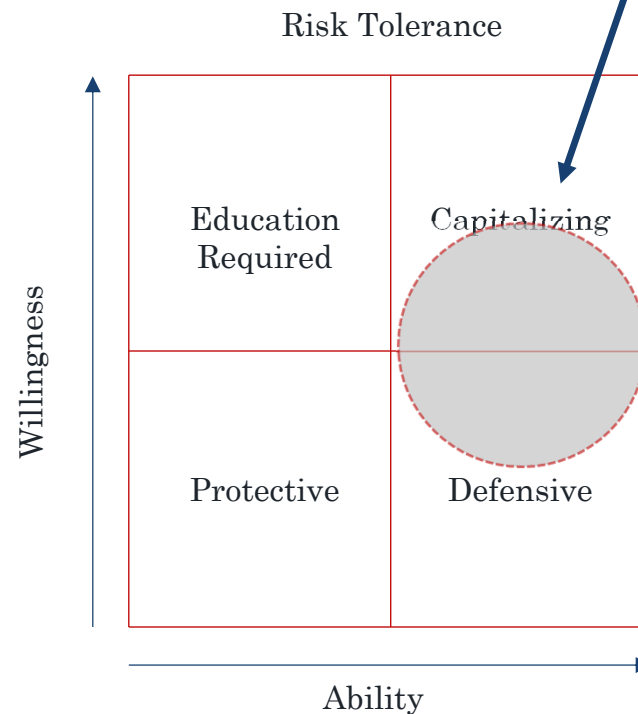 Risk Tolerance
Education
Required
Capitalizing
Willingness
Protective
Defensive
Ability